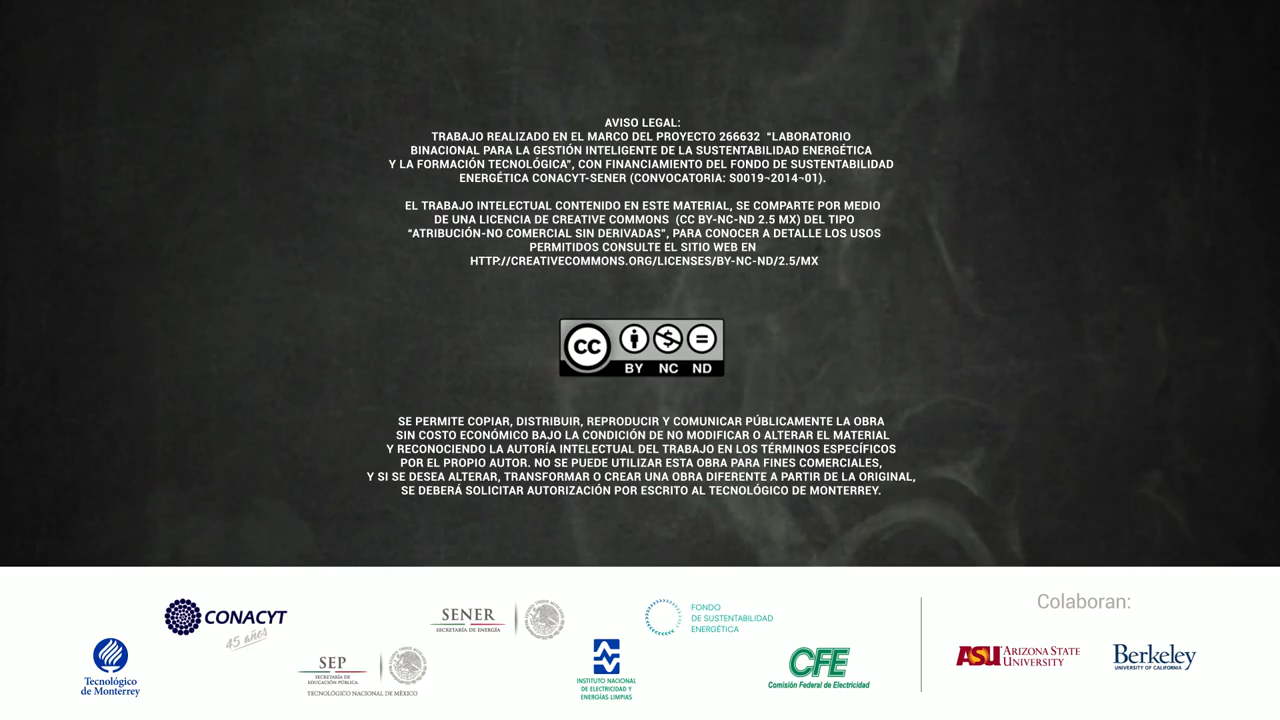 AVISO LEGAL:
TRABAJO REALIZADO EN EL MARCO DEL PROYECTO 266632 “LABORATORIO
BINACIONAL PARA LA GESTIÓN INTELIGENTE DE LA SUSTENTABILIDAD ENERGÉTICA
Y LA FORMACIÓN TECNOLÓGICA”, CON FINANCIAMIENTO DEL FONDO DE SUSTENTABILIDAD
ENERGÉTICA CONACYT-SENER (CONVOCATORIA: S0019¬2014¬01).
EL TRABAJO INTELECTUAL CONTENIDO EN ESTE MATERIAL, SE COMPARTE POR MEDIO
DE UNA LICENCIA DE CREATIVE COMMONS (CC BY-NC-ND 2.5 MX) DEL TIPO
“ATRIBUCIÓN-NO COMERCIAL SIN DERIVADAS”, PARA CONOCER A DETALLE LOS USOS
PERMITIDOS CONSULTE EL SITIO WEB EN
HTTP://CREATIVECOMMONS.ORG/LICENSES/BY-NC-ND/2.5/MX
CC
BY NC ND
SE PERMITE COPIAR, DISTRIBUIR, REPRODUCIR Y COMUNICAR PÚBLICAMENTE LA OBRA
SIN COSTO ECONÓMICO BAJO LA CONDICIÓN DE NO MODIFICAR O ALTERAR EL MATERIAL
Y RECONOCIENDO LA AUTORÍA INTELECTUAL DEL TRABAJO EN LOS TÉRMINOS ESPECÍFICOS
POR EL PROPIO AUTOR. NO SE PUEDE UTILIZAR ESTA OBRA PARA FINES COMERCIALES,
Y SI SE DESEA ALTERAR, TRANSFORMAR O CREAR UNA OBRA DIFERENTE A PARTIR DE LA ORIGINAL,
SE DEBERÁ SOLICITAR AUTORIZACIÓN POR ESCRITO AL TECNOLÓGICO DE MONTERREY.
Tecnológico
de Monterrey
CONACYT
45 años
SEP
SECRETARÍA DE
EDUCACIÓN PÚBLICA
TECNOLÓGICO NACIONAL DE MÉXICO
SENER
SECRETARÍA DE ENERGÍA
INSTITUTO NACIONAL
DE ELECTRICIDAD Y
ENERGÍAS LIMPIAS
FONDO
DE SUSTENTABILIDAD
ENERGÉTICA
CFE
Comisión Federal de Electricidad
Colaboran:
ASU ARIZONA STATE
UNIVERSITY
Berkeley
UNIVERSITY OF CALIFORNIA